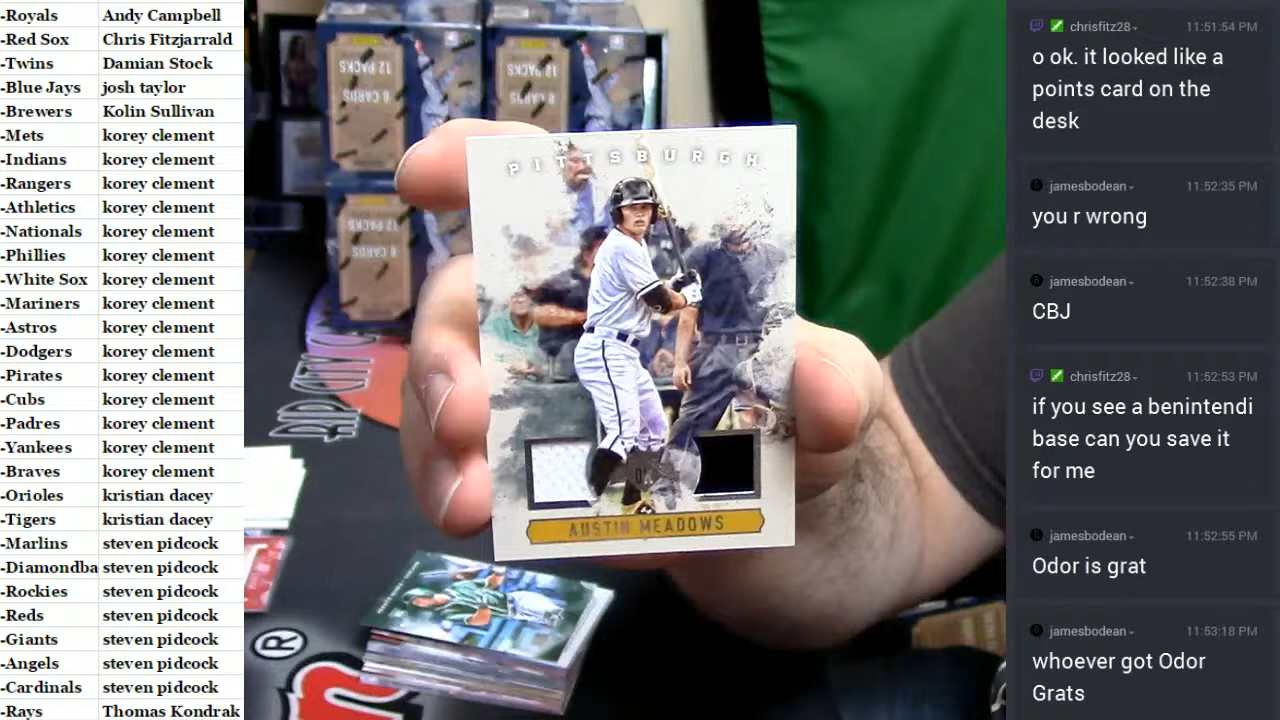 -Royals Andy Campbell
-Red Sox Chris Fitzjarrald
-Twins Damian Stock
-Blue Jays josh taylor
-Brewers Kolin Sullivan
-Mets korey clement
-Indians korey clement
-Rangers korey clement
-Athletics korey clement
-Nationals korey clement
-Phillies korey clement
-White Sox korey clement
-Mariners korey clement
-Astros korey clement
-Dodgers korey clement
-Pirates korey clement
-Cubs korey clement
-Padres korey clement
-Yankees korey clement
-Braves korey clement
-Orioles kristian dacey
-Tigers kristian dacey
-Marlins steven pidcock
-Diamondba steven pidcock
-Rockies steven pidcock
-Reds steven pidcock
-Giants steven pidcock
-Angels steven pidcock
-Cardinals steven pidcock
-Rays Thomas Kondrak
12 PACKS
8 CARDS
12 PACKS
8 CARDS
12 PACKS
8 CARDS
RIP CITY
PITTSBURGH
AUSTIN MEADOWS
®
chrisfitz28 11:51:54 PM
o ok. it looked like a
points card on the
desk
jamesbodean 11:52:35 PM
you r wrong
jamesbodean 11:52:38 PM
CBJ
chrisfitz28 11:52:53 PM
if you see a benintendi
base can you save it
for me
jamesbodean 11:52:55 PM
Odor is grat
jamesbodean 11:53:18 PM
whoever got Odor
Grats